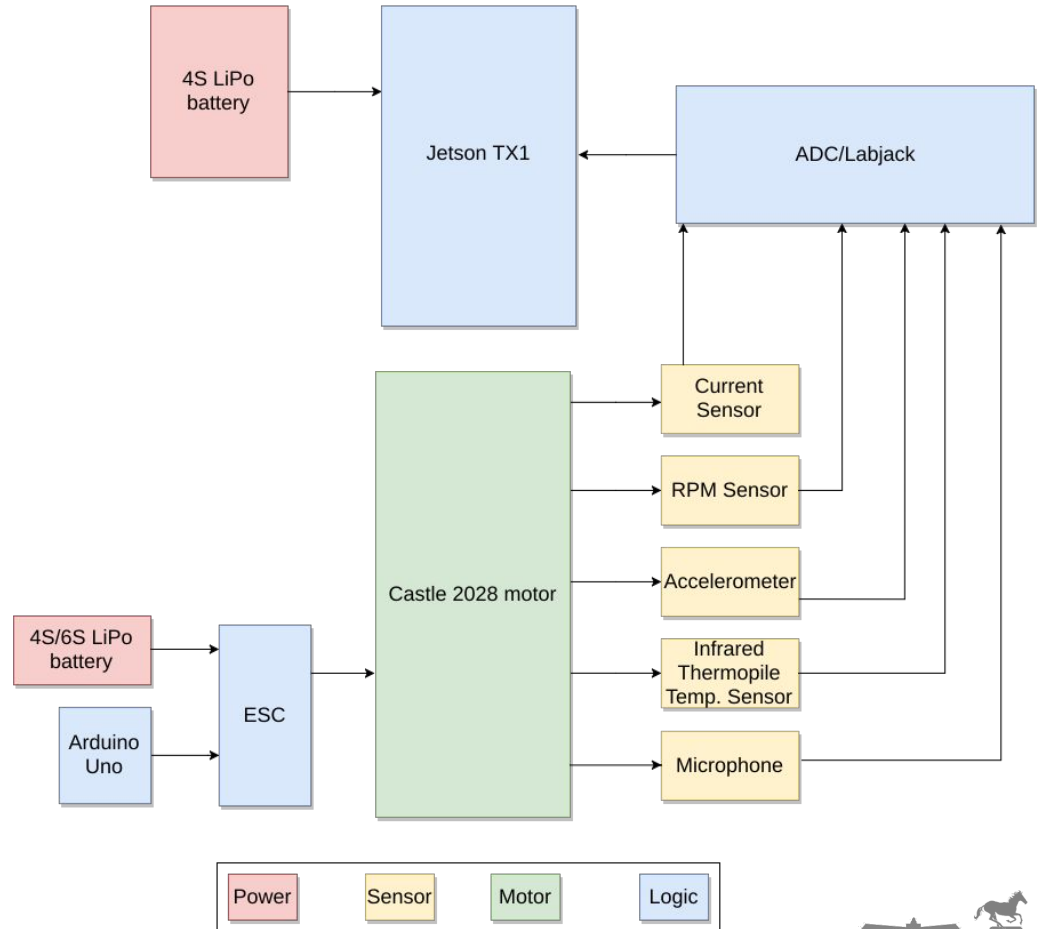 4S LiPo
battery
Jetson TX1
ADC/Labjack
Current
Sensor
RPM Sensor
Accelerometer
Infrared
Thermopile
Temp. Sensor
Microphone
Castle 2028 motor
4S/6S LiPo
battery
ESC
Arduino
Uno
Power
Sensor
Motor
Logic